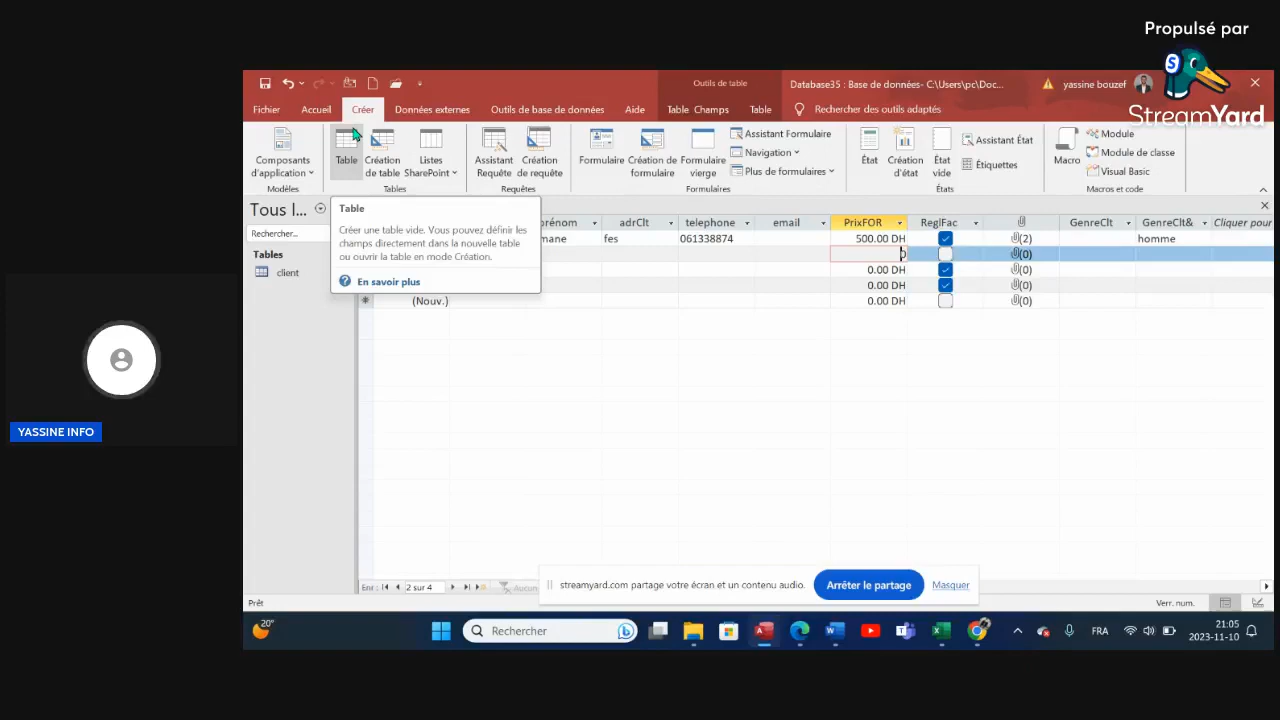 Propulsé par
StreamYard
Database35 : Base de données- C:\Users\pc\Doc...
Outils de table
yassine bouzef
Fichier Accueil Créer Données externes Outils de base de données Aide Table Champs Table Rechercher des outils adaptés
Composants d'application
Table
Création de table
Listes SharePoint
Assistant Requête
Création de requête
Formulaire
Création de formulaire
Formulaire vierge
Assistant Formulaire
Navigation
Plus de formulaires
État
Création d'état
État vide
Assistant État
Étiquettes
Macro
Module
Module de classe
Visual Basic
Modèles Tables Requêtes Formulaires États Macros et code
Tous l...
Rechercher...
Tables
client
Table
Créer une table vide. Vous pouvez définir les
champs directement dans la nouvelle table
ou ouvrir la table en mode Création.
En savoir plus
prénom adrClt telephone email PrixFOR ReglFac GenreClt GenreClt& Cliquer pour
mane fes 061338874 500.00 DH (2) homme
0 (0)
0.00 DH (0)
0.00 DH (0)
(Nouv.) 0.00 DH (0)
YASSINE INFO
Enr : 2 sur 4 Aucun
streamyard.com partage votre écran et un contenu audio. Arrêter le partage Masquer
Prêt Verr. num.
20°
Rechercher
FRA
21:05
2023-11-10